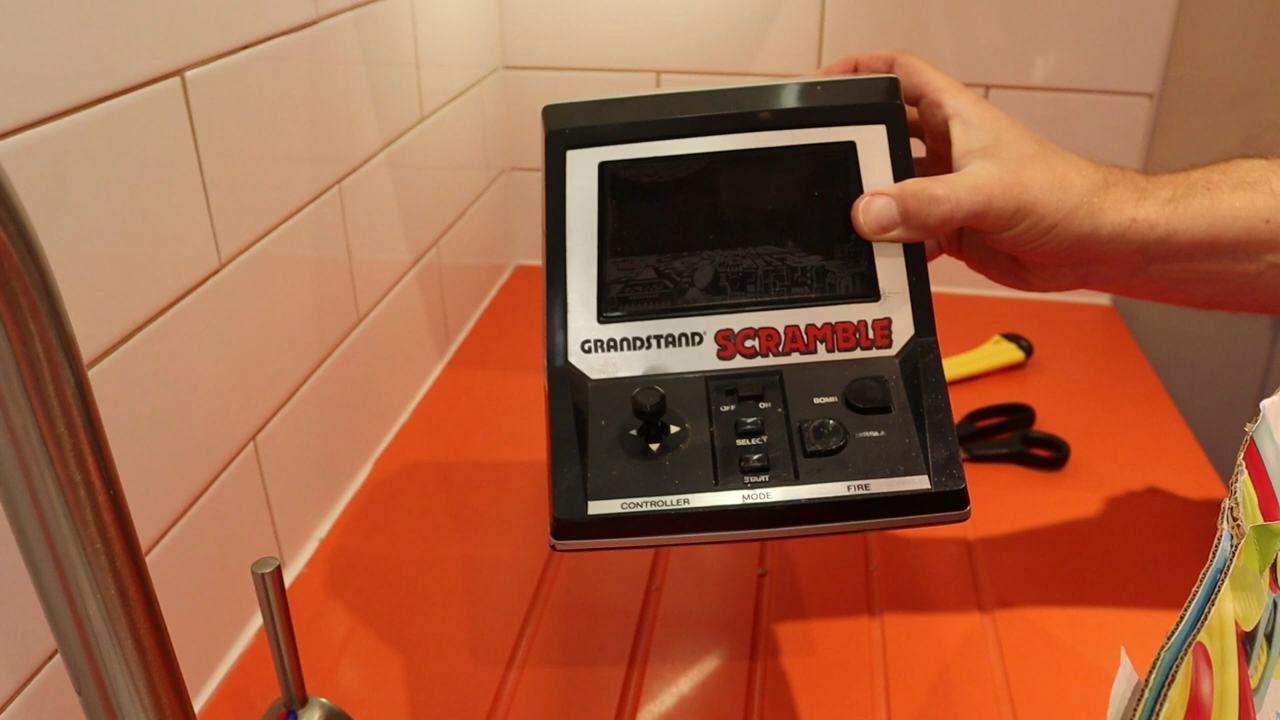 GRANDSTAND® SCRAMBLE
OFF ON
BOMB
SELECT
START
CONTROLLER MODE FIRE